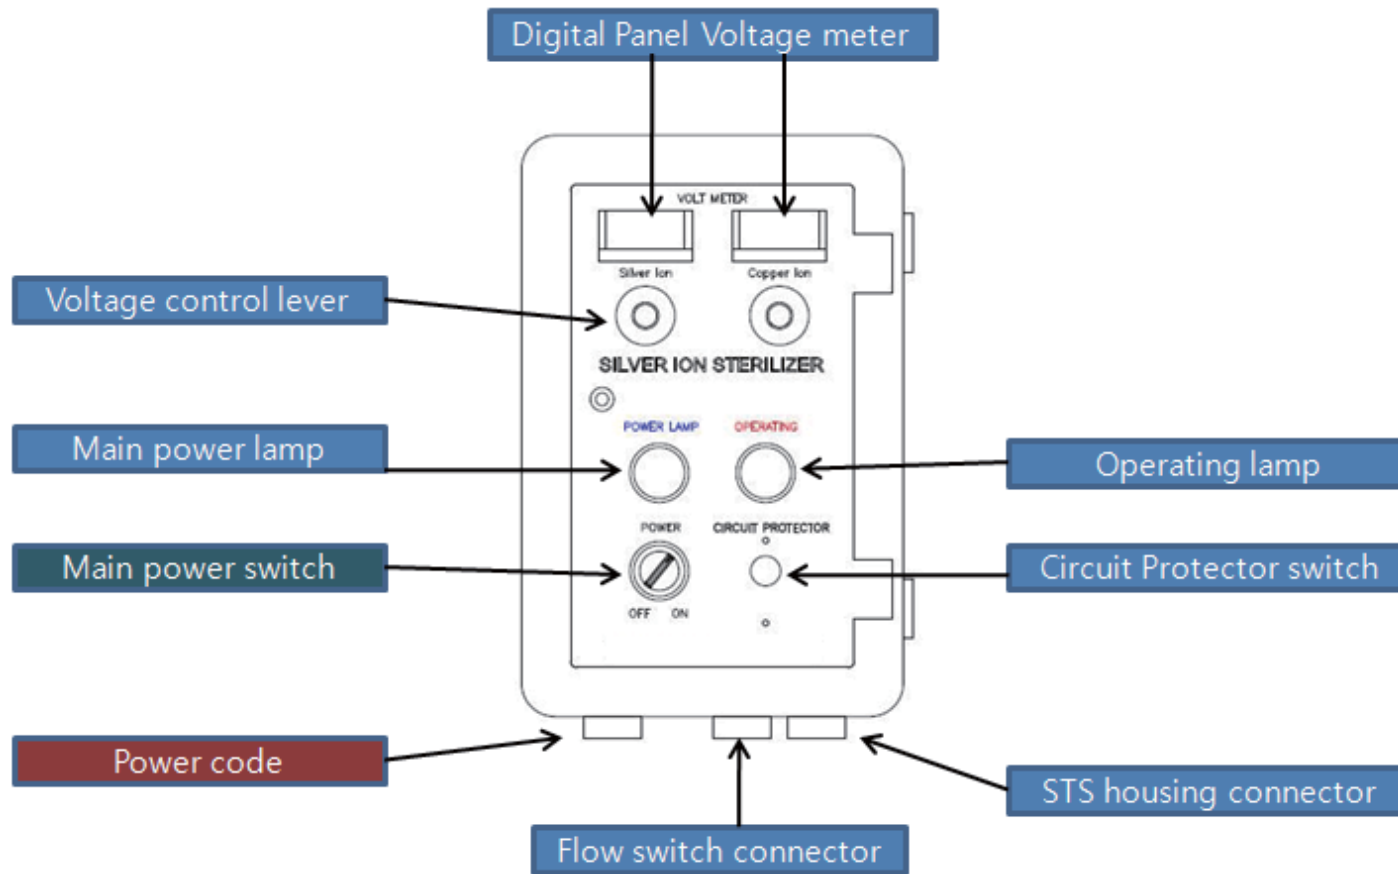 Digital Panel Voltage meter
VOLT METER
Silver Ion
Copper Ion
Voltage control lever
SILVER ION STERILIZER
POWER LAMP
OPERATING
Main power lamp
Operating lamp
POWER
CIRCUIT PROTECTOR
Main power switch
Circuit Protector switch
OFF
ON
Power code
STS housing connector
Flow switch connector